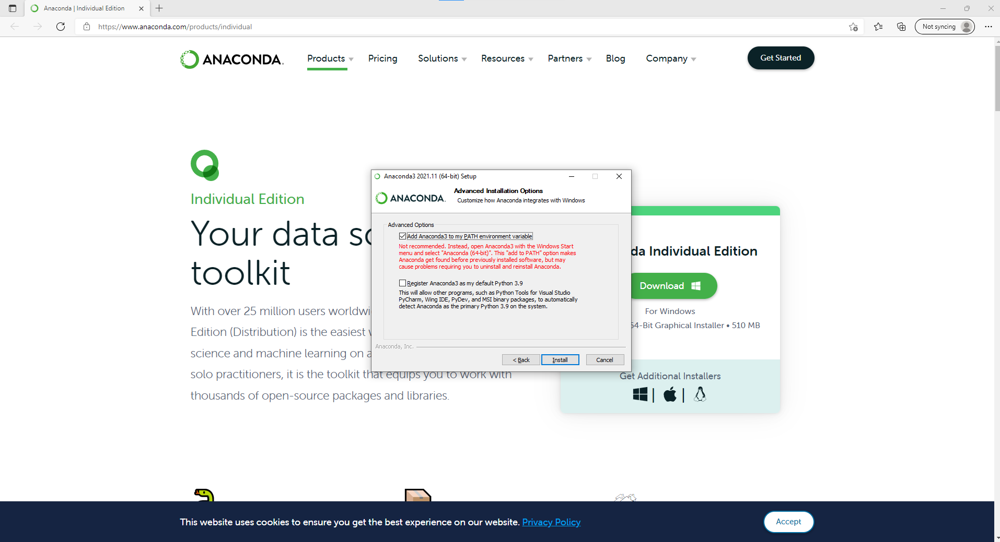 Anaconda | Individual Edition
https://www.anaconda.com/products/individual
Not syncing
ANACONDA.
Products
Pricing
Solutions
Resources
Partners
Blog
Company
Get Started
Individual Edition
Your data sc
toolkit
With over 25 million users worldwi
Edition (Distribution) is the easiest
science and machine learning on a
solo practitioners, it is the toolkit that equips you to work with
thousands of open-source packages and libraries.
Anaconda3 2021.11 (64-bit) Setup
ANACONDA.
Advanced Installation Options
Customize how Anaconda integrates with Windows
Advanced Options
Add Anaconda3 to my PATH environment variable
Not recommended. Instead, open Anaconda3 with the Windows Start
menu and select "Anaconda (64-bit)". This "add to PATH" option makes
Anaconda get found before previously installed software, but may
cause problems requiring you to uninstall and reinstall Anaconda.
Register Anaconda3 as my default Python 3.9
This will allow other programs, such as Python Tools for Visual Studio
PyCharm, Wing IDE, PyDev, and MSI binary packages, to automatically
detect Anaconda as the primary Python 3.9 on the system.
Anaconda, Inc.
< Back
Install
Cancel
da Individual Edition
Download
For Windows
64-Bit Graphical Installer • 510 MB
Get Additional Installers
This website uses cookies to ensure you get the best experience on our website. Privacy Policy
Accept